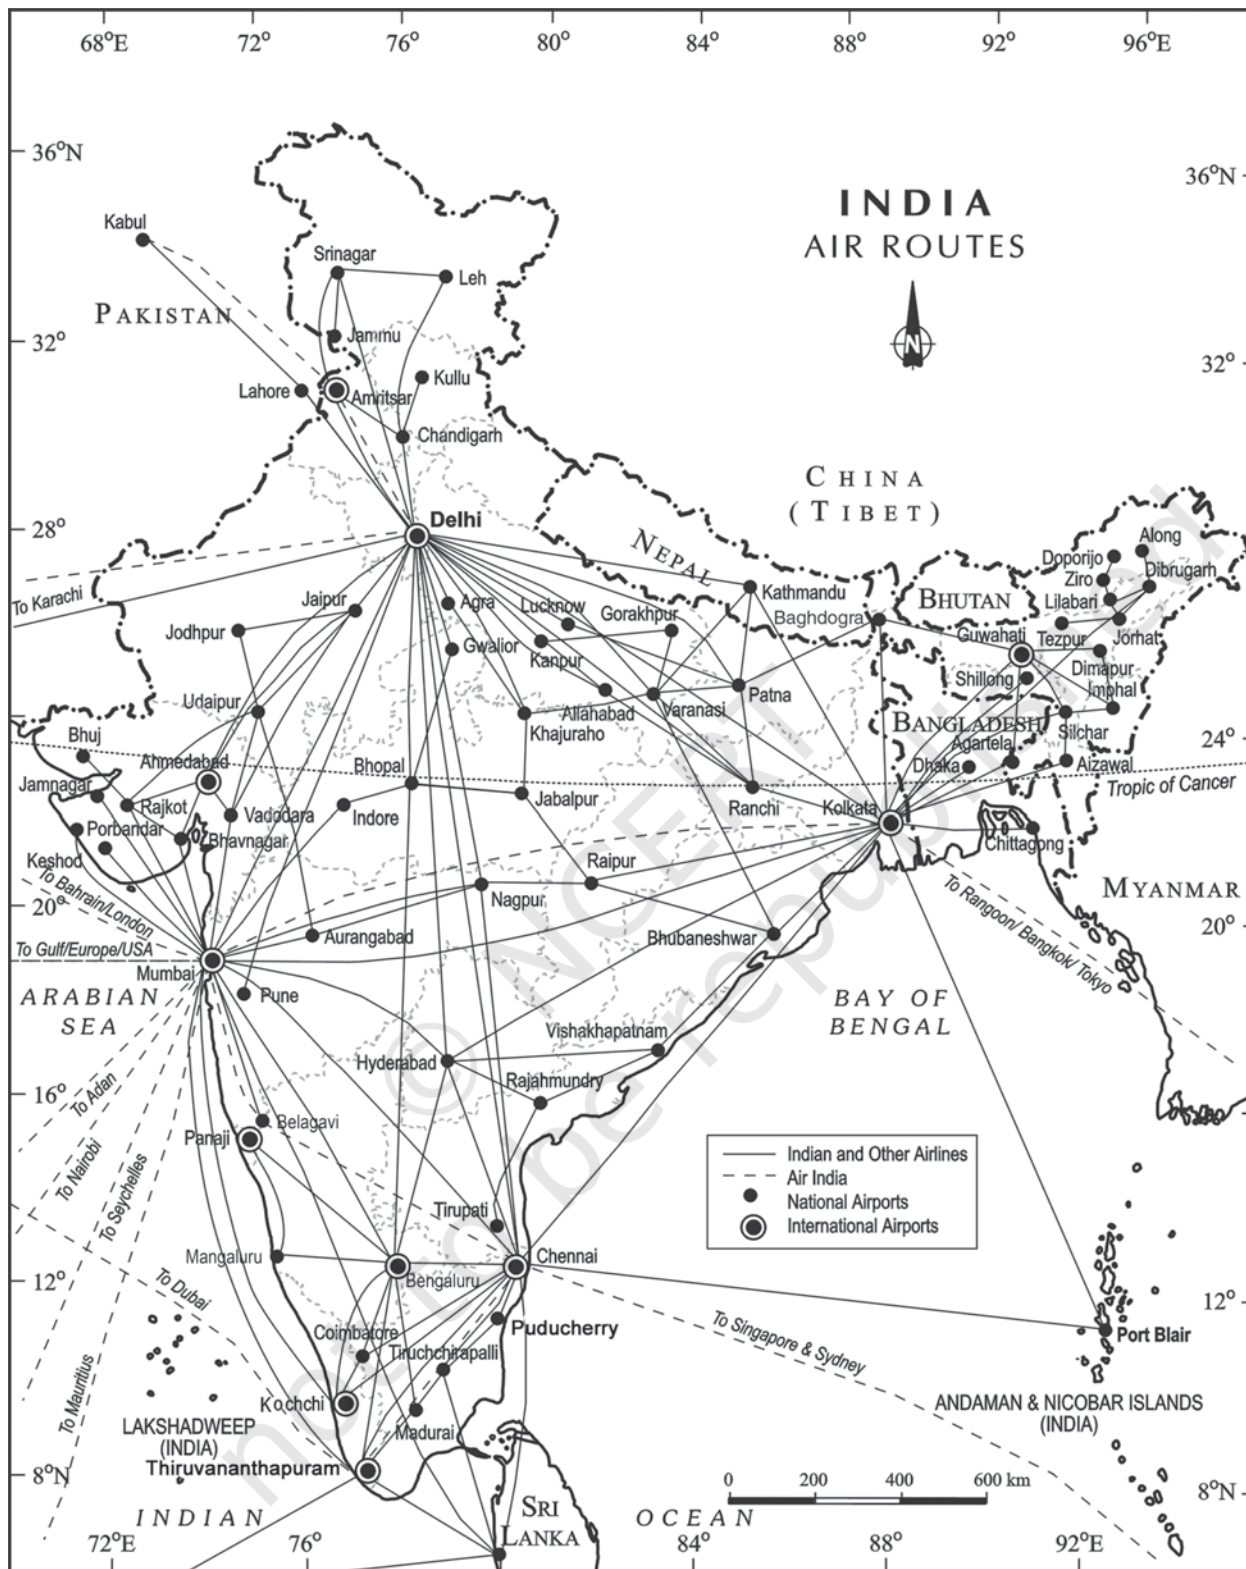 68°E 72° 76° 80° 84° 88° 92° 96°E
36°N
36°N
INDIA
AIR ROUTES
N
Kabul
Srinagar
Leh
PAKISTAN
Jammu
32°
32°
Lahore
Amritsar
Kullu
Chandigarh
CHINA
(TIBET)
28°
Delhi
NEPAL
Along
Doporijo
Dibrugarh
Ziro
Lilabari
To Karachi
Jaipur
Agra
Lucknow
Gorakhpur
Kathmandu
Baghdogra
BHUTAN
Guwahati
Tezpur
Jorhat
Jodhpur
Gwalior
Kanpur
Shillong
Dimapur
Imphal
Udaipur
Allahabad
Varanasi
Patna
Khajuraho
BANGLADESH
Silchar
Bhuj
Agartela
24°
Ahmedabad
Bhopal
Dhaka
Aizawal
Jamnagar
Rajkot
Vadodara
Indore
Jabalpur
Ranchi
Kolkata
Tropic of Cancer
Porbandar
Bhavnagar
Chittagong
Keshod
Raipur
To Bahrain/London
Nagpur
MYANMAR
20°
20°
To Rangoon/ Bangkok/ Tokyo
Aurangabad
Bhubaneshwar
To Gulf/Europe/USA
Mumbai
Pune
ARABIAN
SEA
BAY OF
BENGAL
Vishakhapatnam
Hyderabad
Rajahmundry
16°
To Adan
Belagavi
Panaji
To Nairobi
To Seychelles
Indian and Other Airlines
Air India
National Airports
International Airports
Tirupati
Mangaluru
Bengaluru
Chennai
12°
12°
To Dubai
Coimbatore
Puducherry
To Singapore & Sydney
Port Blair
Tiruchchirapalli
To Mauritius
Kochchi
Madurai
LAKSHADWEEP
(INDIA)
ANDAMAN & NICOBAR ISLANDS
(INDIA)
Thiruvananthapuram
8°N
8°N
0 200 400 600 km
INDIAN
SRI
LANKA
OCEAN
72°E 76° 84° 88° 92°E
© NCERT
not to be republished